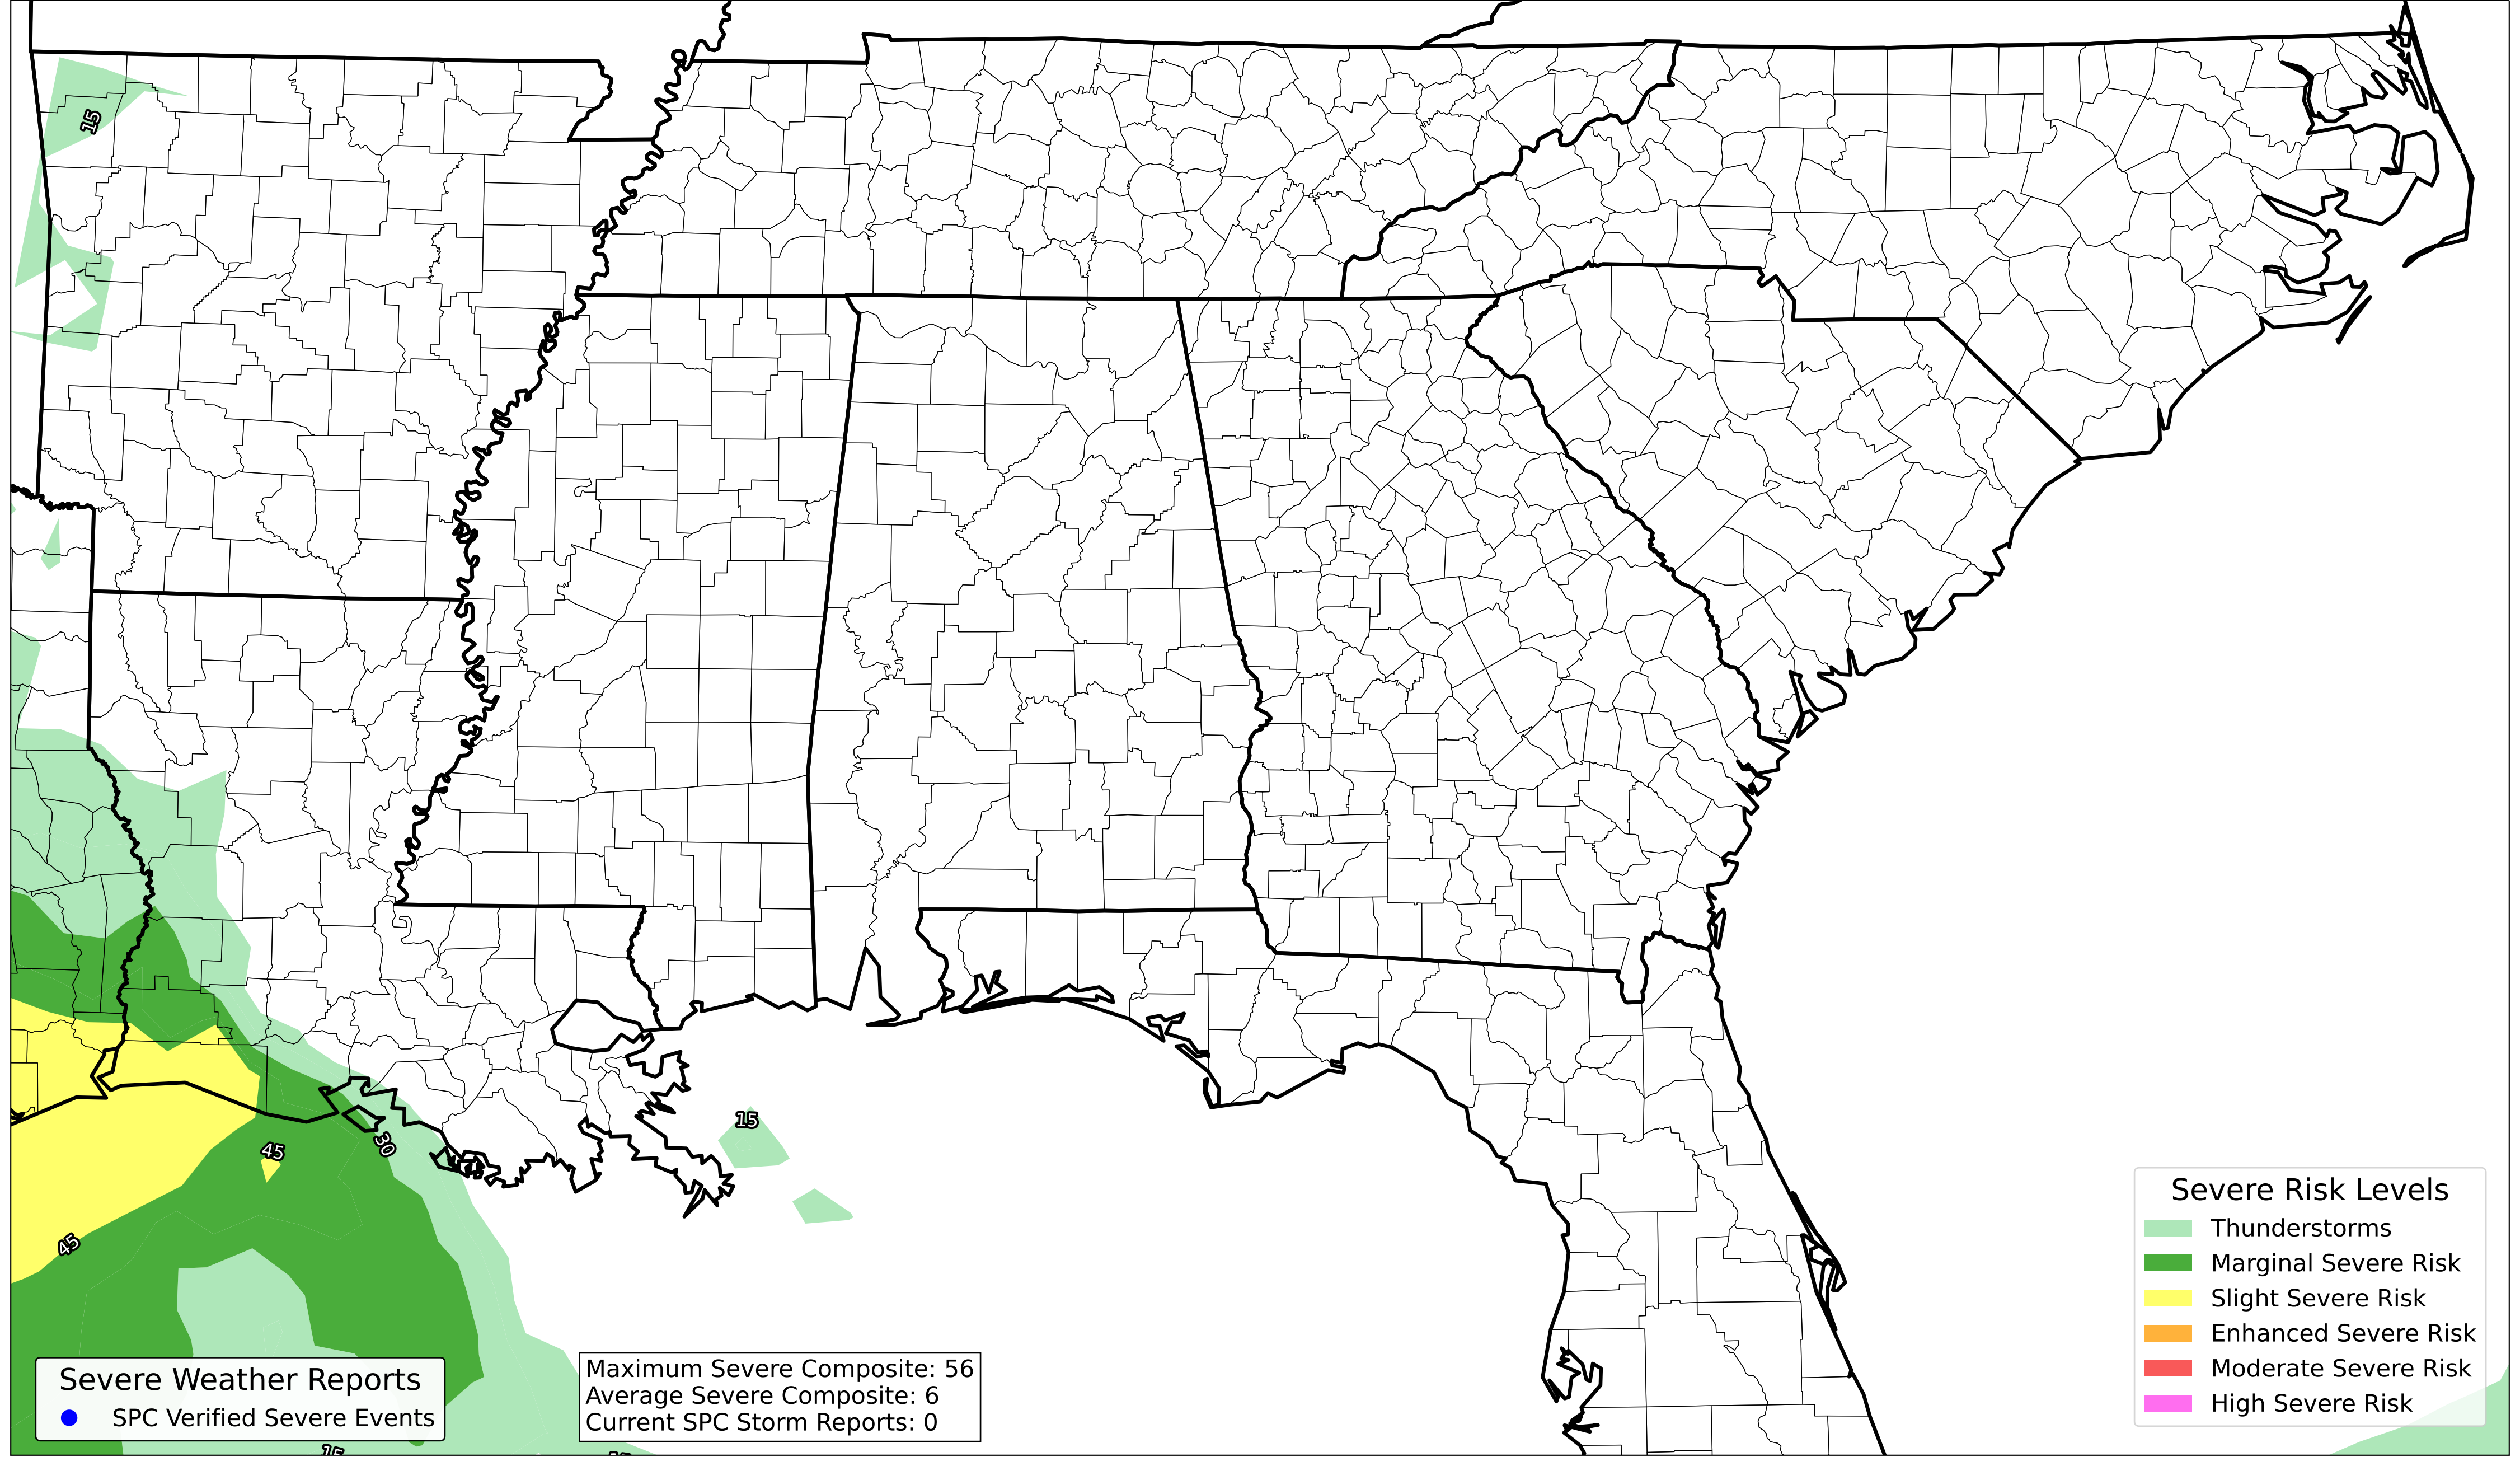 15
15
30
45
45
Severe Risk Levels
Thunderstorms
Marginal Severe Risk
Slight Severe Risk
Enhanced Severe Risk
Moderate Severe Risk
High Severe Risk
Severe Weather Reports
SPC Verified Severe Events
Maximum Severe Composite: 56
Average Severe Composite: 6
Current SPC Storm Reports: 0
15